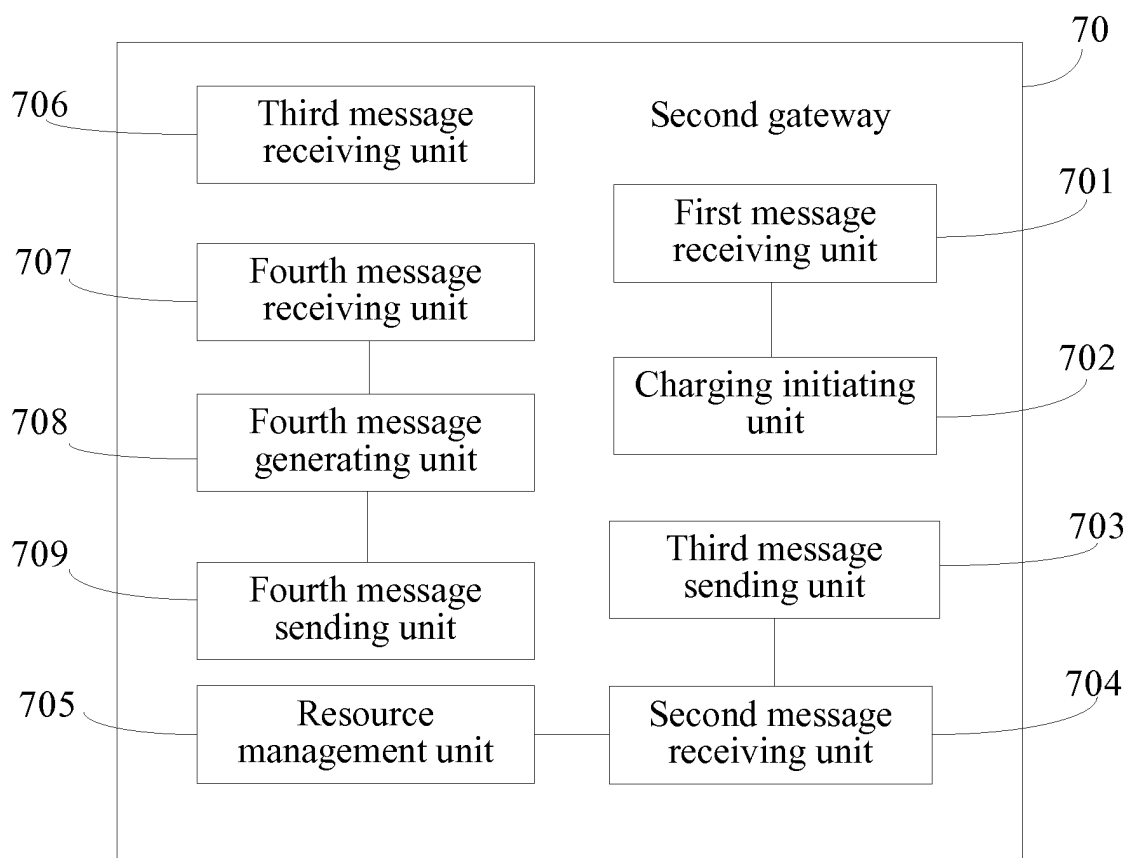 70
706
Third message
receiving unit
Second gateway
701
First message
receiving unit
707
Fourth message
receiving unit
702
Charging initiating
unit
708
Fourth message
generating unit
703
Third message
sending unit
709
Fourth message
sending unit
705
Resource
management unit
704
Second message
receiving unit